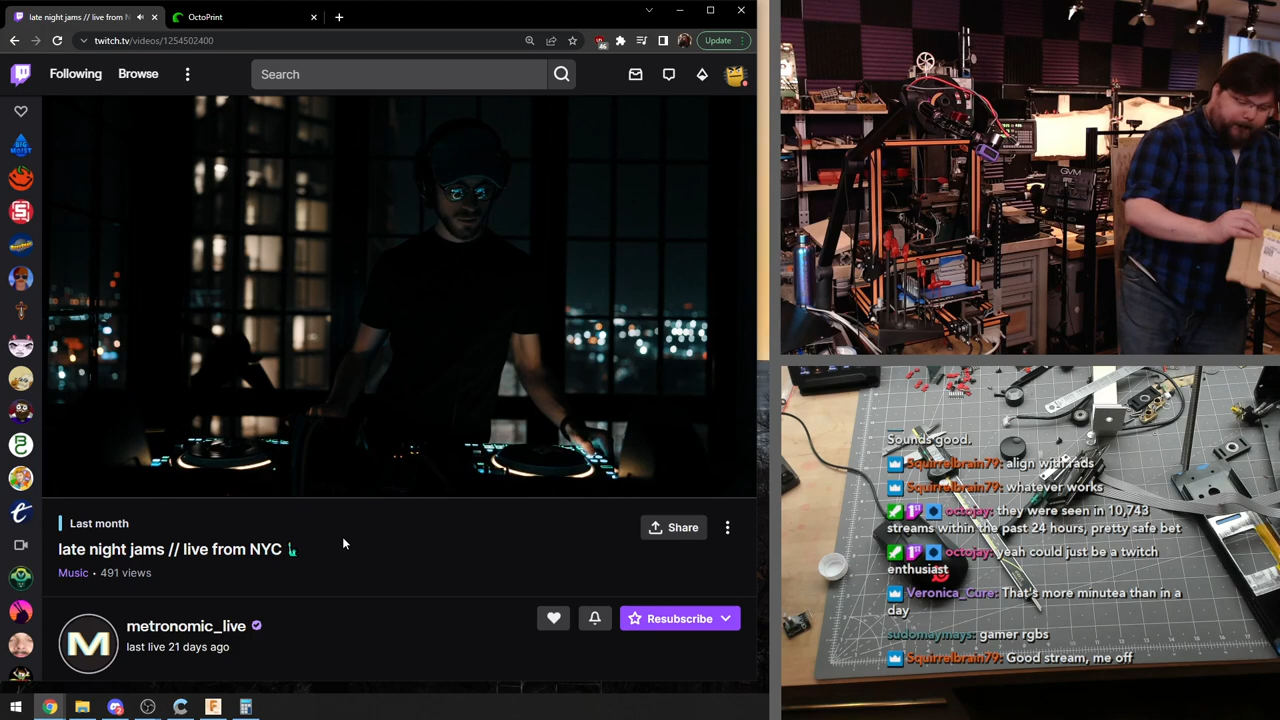 late night jams // live from N
OctoPrint
twitch.tv/videos/1254502400
46
Update
Following
Browse
Search
Last month
late night jams // live from NYC
Share
Music • 491 views
M
metronomic_live
last live 21 days ago
Resubscribe
GVM
Sounds good.
Squirrelbrain79: align with rads
Squirrelbrain79: whatever works
octojay: they were seen in 10,743
streams within the past 24 hours, pretty safe bet
octojay: yeah could just be a twitch
enthusiast
Veronica_Cure: That's more minutea than in a
day
sudomaymays: gamer rgbs
Squirrelbrain79: Good stream, me off